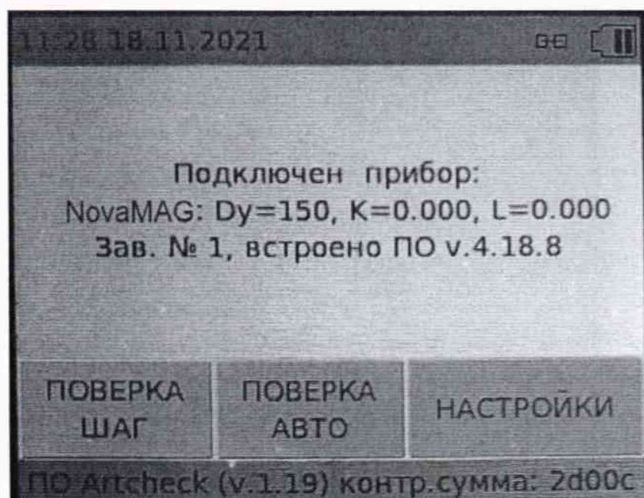 11:28 18.11.2021
Подключен прибор:
NovaMAG: Dy=150, K=0.000, L=0.000
Зав. № 1, встроено ПО v.4.18.8
ПОВЕРКА
ШАГ
ПОВЕРКА
АВТО
НАСТРОЙКИ
ПО Artcheck (v.1.19) контр.сумма: 2d00c